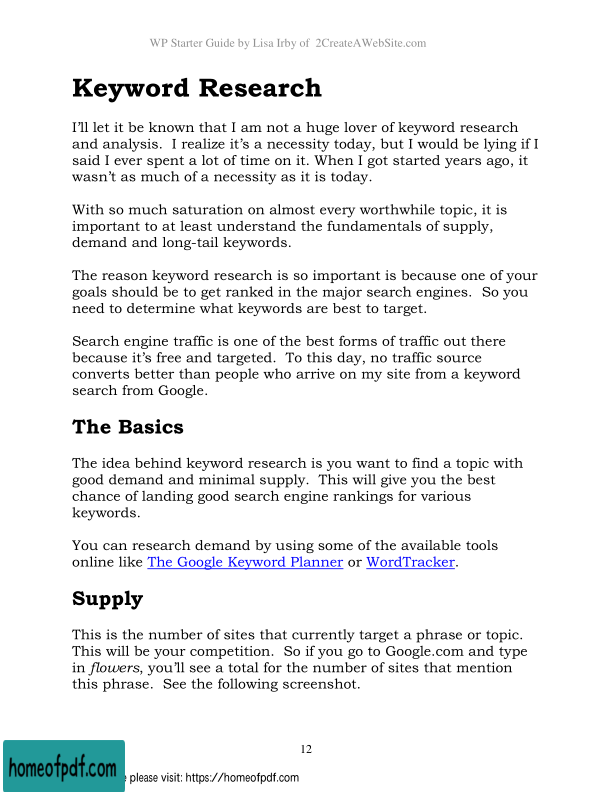 WP Starter Guide by Lisa Irby of 2CreateAWebSite.com
Keyword Research
I'll let it be known that I am not a huge lover of keyword research
and analysis. I realize it's a necessity today, but I would be lying if I
said I ever spent a lot of time on it. When I got started years ago, it
wasn't as much of a necessity as it is today.
With so much saturation on almost every worthwhile topic, it is
important to at least understand the fundamentals of supply,
demand and long-tail keywords.
The reason keyword research is so important is because one of your
goals should be to get ranked in the major search engines. So you
need to determine what keywords are best to target.
Search engine traffic is one of the best forms of traffic out there
because it's free and targeted. To this day, no traffic source
converts better than people who arrive on my site from a keyword
search from Google.
The Basics
The idea behind keyword research is you want to find a topic with
good demand and minimal supply. This will give you the best
chance of landing good search engine rankings for various
keywords.
You can research demand by using some of the available tools
online like The Google Keyword Planner or WordTracker.
Supply
This is the number of sites that currently target a phrase or topic.
This will be your competition. So if you go to Google.com and type
in flowers, you'll see a total for the number of sites that mention
this phrase. See the following screenshot.
12
homeofpdf.com
please visit: https://homeofpdf.com